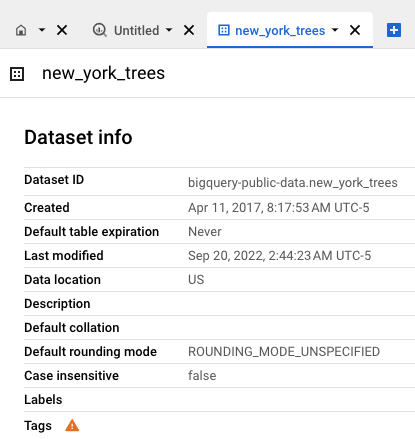 Untitled
new_york_trees
new_york_trees
Dataset info
Dataset ID bigquery-public-data.new_york_trees
Created Apr 11, 2017, 8:17:53 AM UTC-5
Default table expiration Never
Last modified Sep 20, 2022, 2:44:23 AM UTC-5
Data location US
Description
Default collation
Default rounding mode ROUNDING_MODE_UNSPECIFIED
Case insensitive false
Labels
Tags